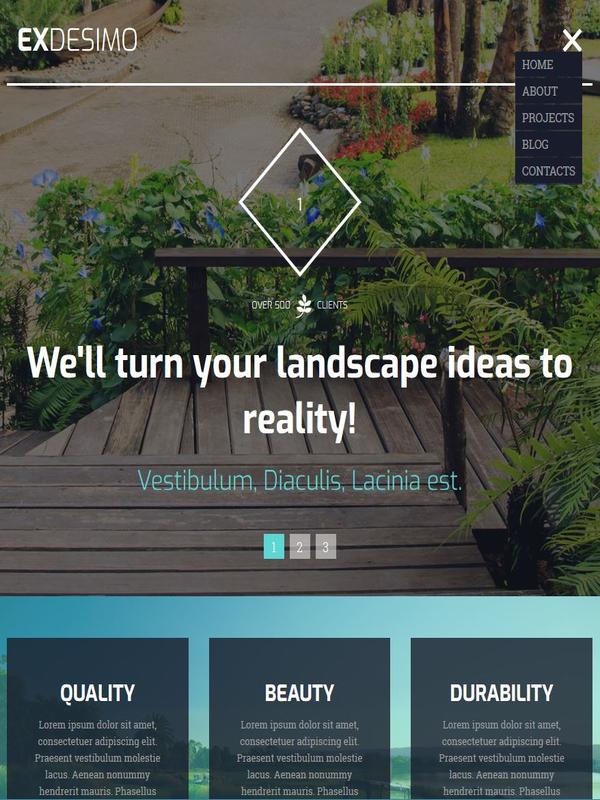 EXDESIMO
HOME
ABOUT
PROJECTS
BLOG
CONTACTS
1
OVER 500 CLIENTS
We'll turn your landscape ideas to
reality!
Vestibulum, Diaculis, Lacinia est.
1 2 3
QUALITY
Lorem ipsum dolor sit amet,
consectetuer adipiscing elit.
Praesent vestibulum molestie
lacus. Aenean nonummy
hendrerit mauris. Phasellus
BEAUTY
Lorem ipsum dolor sit amet,
consectetuer adipiscing elit.
Praesent vestibulum molestie
lacus. Aenean nonummy
hendrerit mauris. Phasellus
DURABILITY
Lorem ipsum dolor sit amet,
consectetuer adipiscing elit.
Praesent vestibulum molestie
lacus. Aenean nonummy
hendrerit mauris. Phasellus